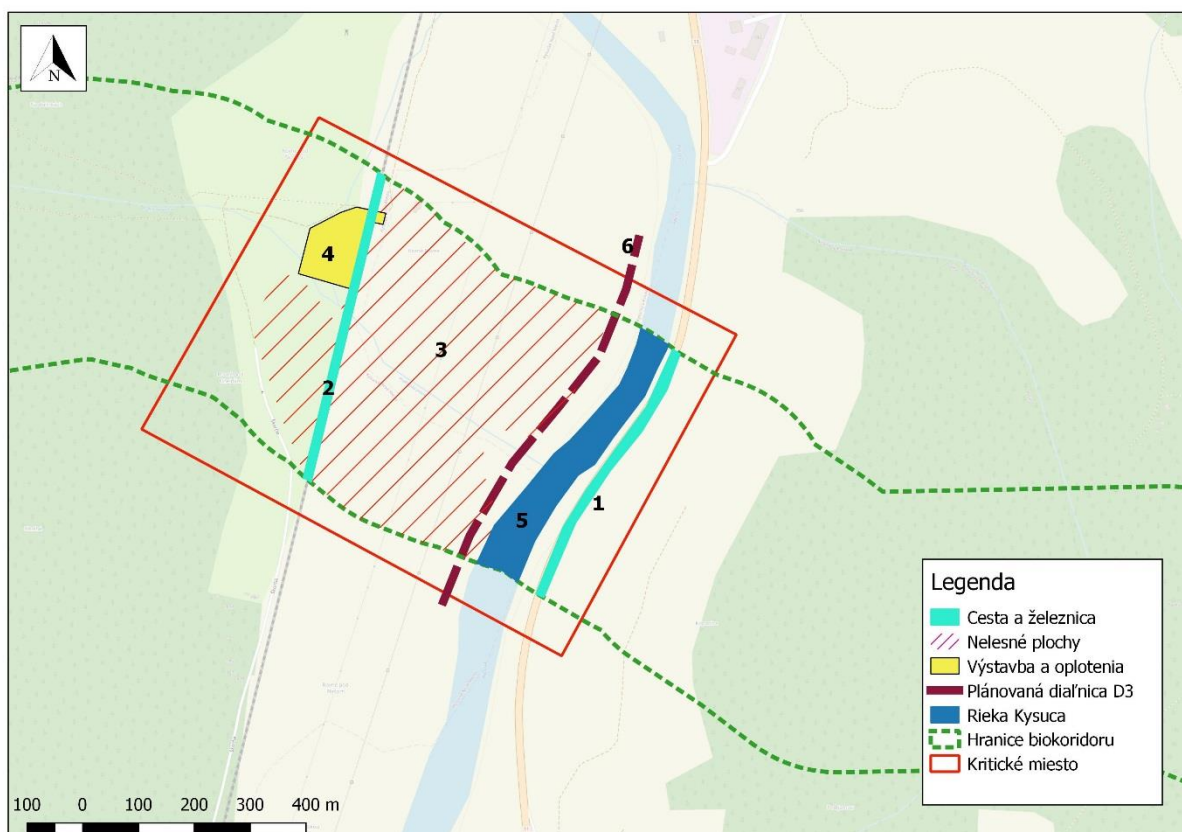 N
6
4
3
2
1
5
Legenda
Cesta a železnica
Nelesné plochy
Výstavba a oplotenia
Plánovaná diaľnica D3
Rieka Kysuca
Hranice biokoridoru
Kritické miesto
100 0 100 200 300 400 m